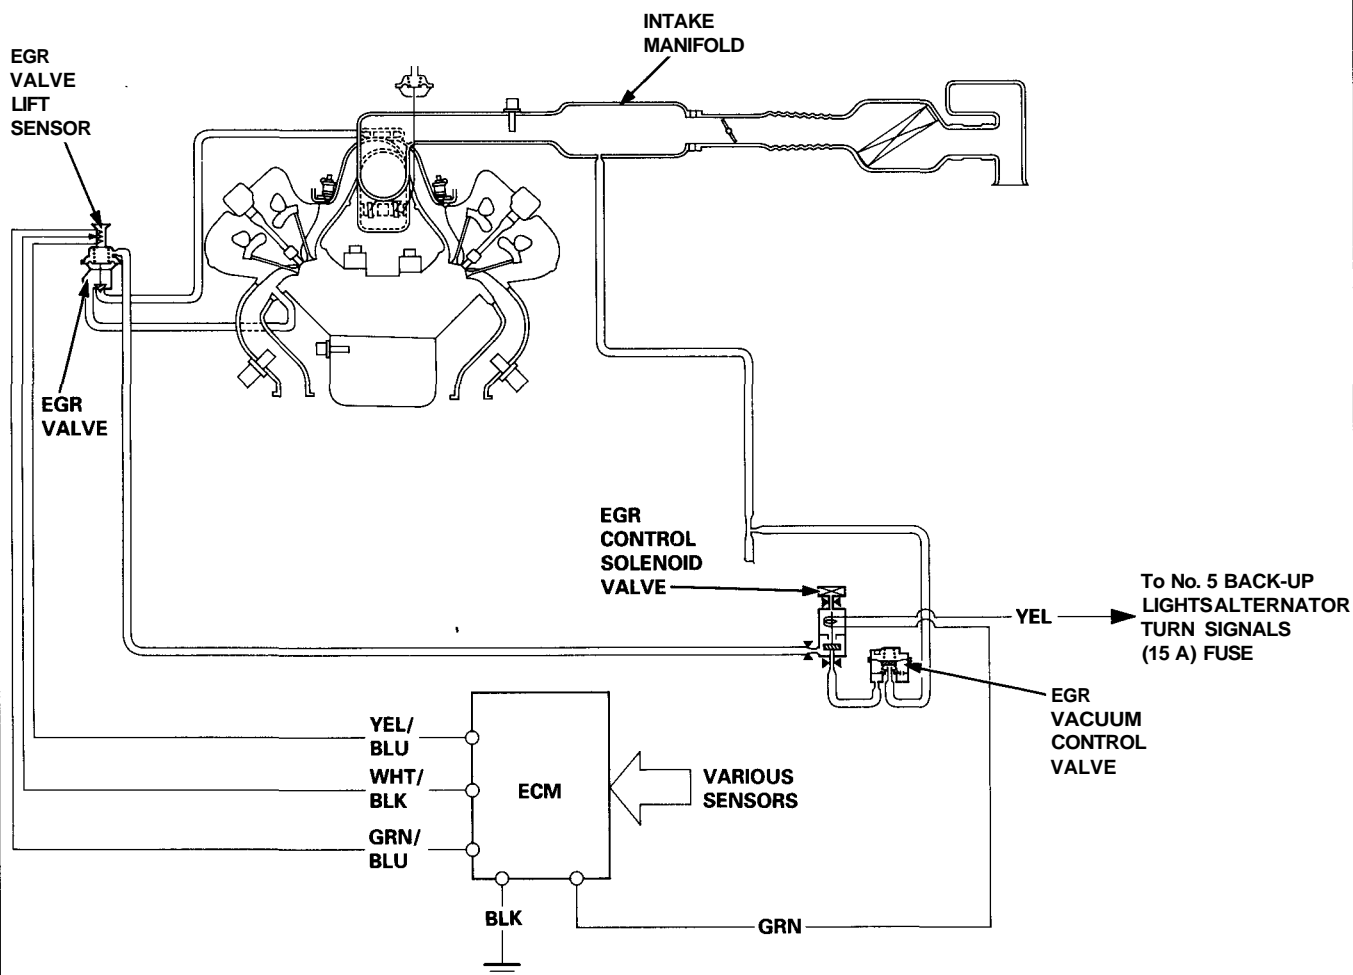 INTAKE
MANIFOLD
EGR
VALVE
LIFT
SENSOR
EGR
VALVE
EGR
CONTROL
SOLENOID
VALVE
YEL
To No. 5 BACK-UP
LIGHTSALTERNATOR
TURN SIGNALS
(15 A) FUSE
EGR
VACUUM
CONTROL
VALVE
YEL/
BLU
WHT/
BLK
GRN/
BLU
ECM
VARIOUS
SENSORS
BLK
GRN